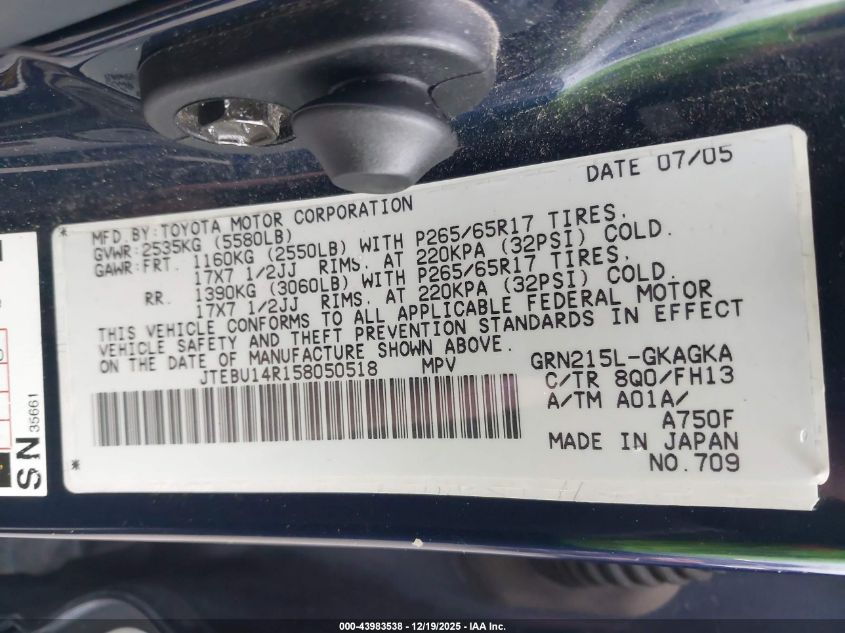 DATE 07/05
MFD.BY:TOYOTA MOTOR CORPORATION
GVWR:2535KG (5580LB)
GAWR:FRT. 1160KG (2550LB) WITH P265/65R17 TIRES,
17X7 1/2JJ RIMS, AT 220KPA (32PSI) COLD.
RR. 1390KG (3060LB) WITH P265/65R17 TIRES,
17X7 1/2JJ RIMS, AT 220KPA (32PSI) COLD.
THIS VEHICLE CONFORMS TO ALL APPLICABLE FEDERAL MOTOR
VEHICLE SAFETY AND THEFT PREVENTION STANDARDS IN EFFECT
ON THE DATE OF MANUFACTURE SHOWN ABOVE.
JTEBU14R158050518 MPV
GRN215L-GKAGKA
C/TR 8Q0/FH13
A/TM A01A/
A750F
MADE IN JAPAN
NO.709
SN 35661
000-43983538 - 12/19/2025 - IAA Inc.